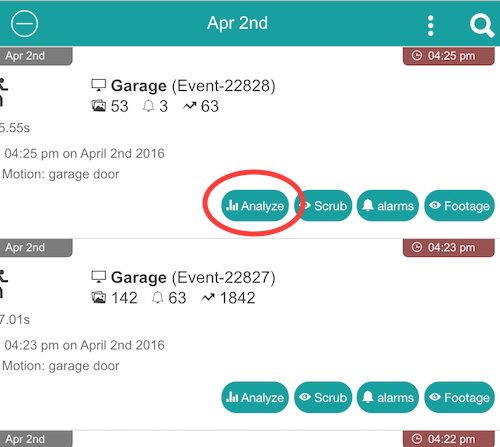 Apr 2nd
Apr 2nd 04:25 pm
Garage (Event-22828)
53 3 63
5.55s
04:25 pm on April 2nd 2016
Motion: garage door
Analyze Scrub alarms Footage
Apr 2nd 04:23 pm
Garage (Event-22827)
142 63 1842
7.01s
04:23 pm on April 2nd 2016
Motion: garage door
Analyze Scrub alarms Footage
Apr 2nd 04:22 pm